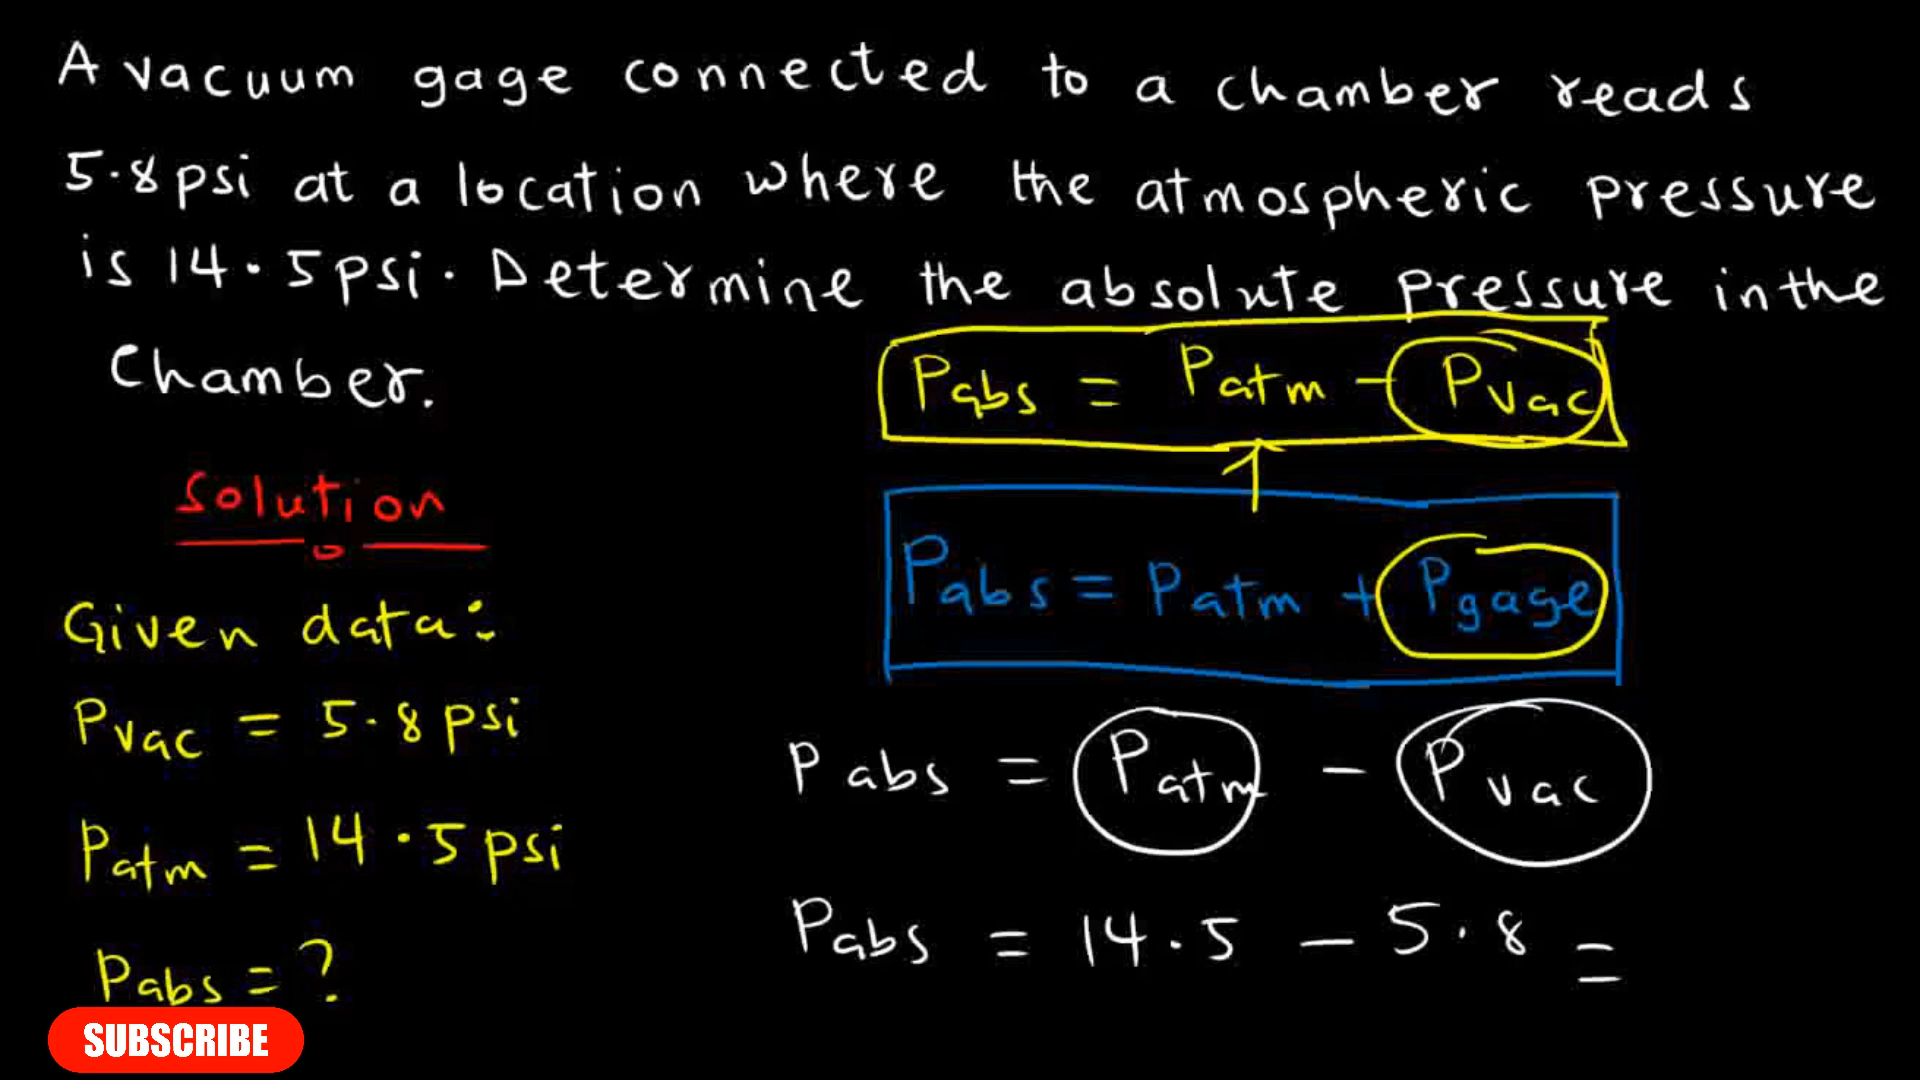 A vacuum gage connected to a chamber reads
5.8 psi at a location where the atmospheric pressure
is 14.5 psi. Determine the absolute pressure in the
Chamber.
Pabs = Patm - Pvac
Solution
Pabs = Patm + Pgage
Given data:
Pvac = 5.8 psi
Pabs = Patm - Pvac
Patm = 14.5 psi
Pabs = 14.5 - 5.8 =
Pabs = ?
SUBSCRIBE